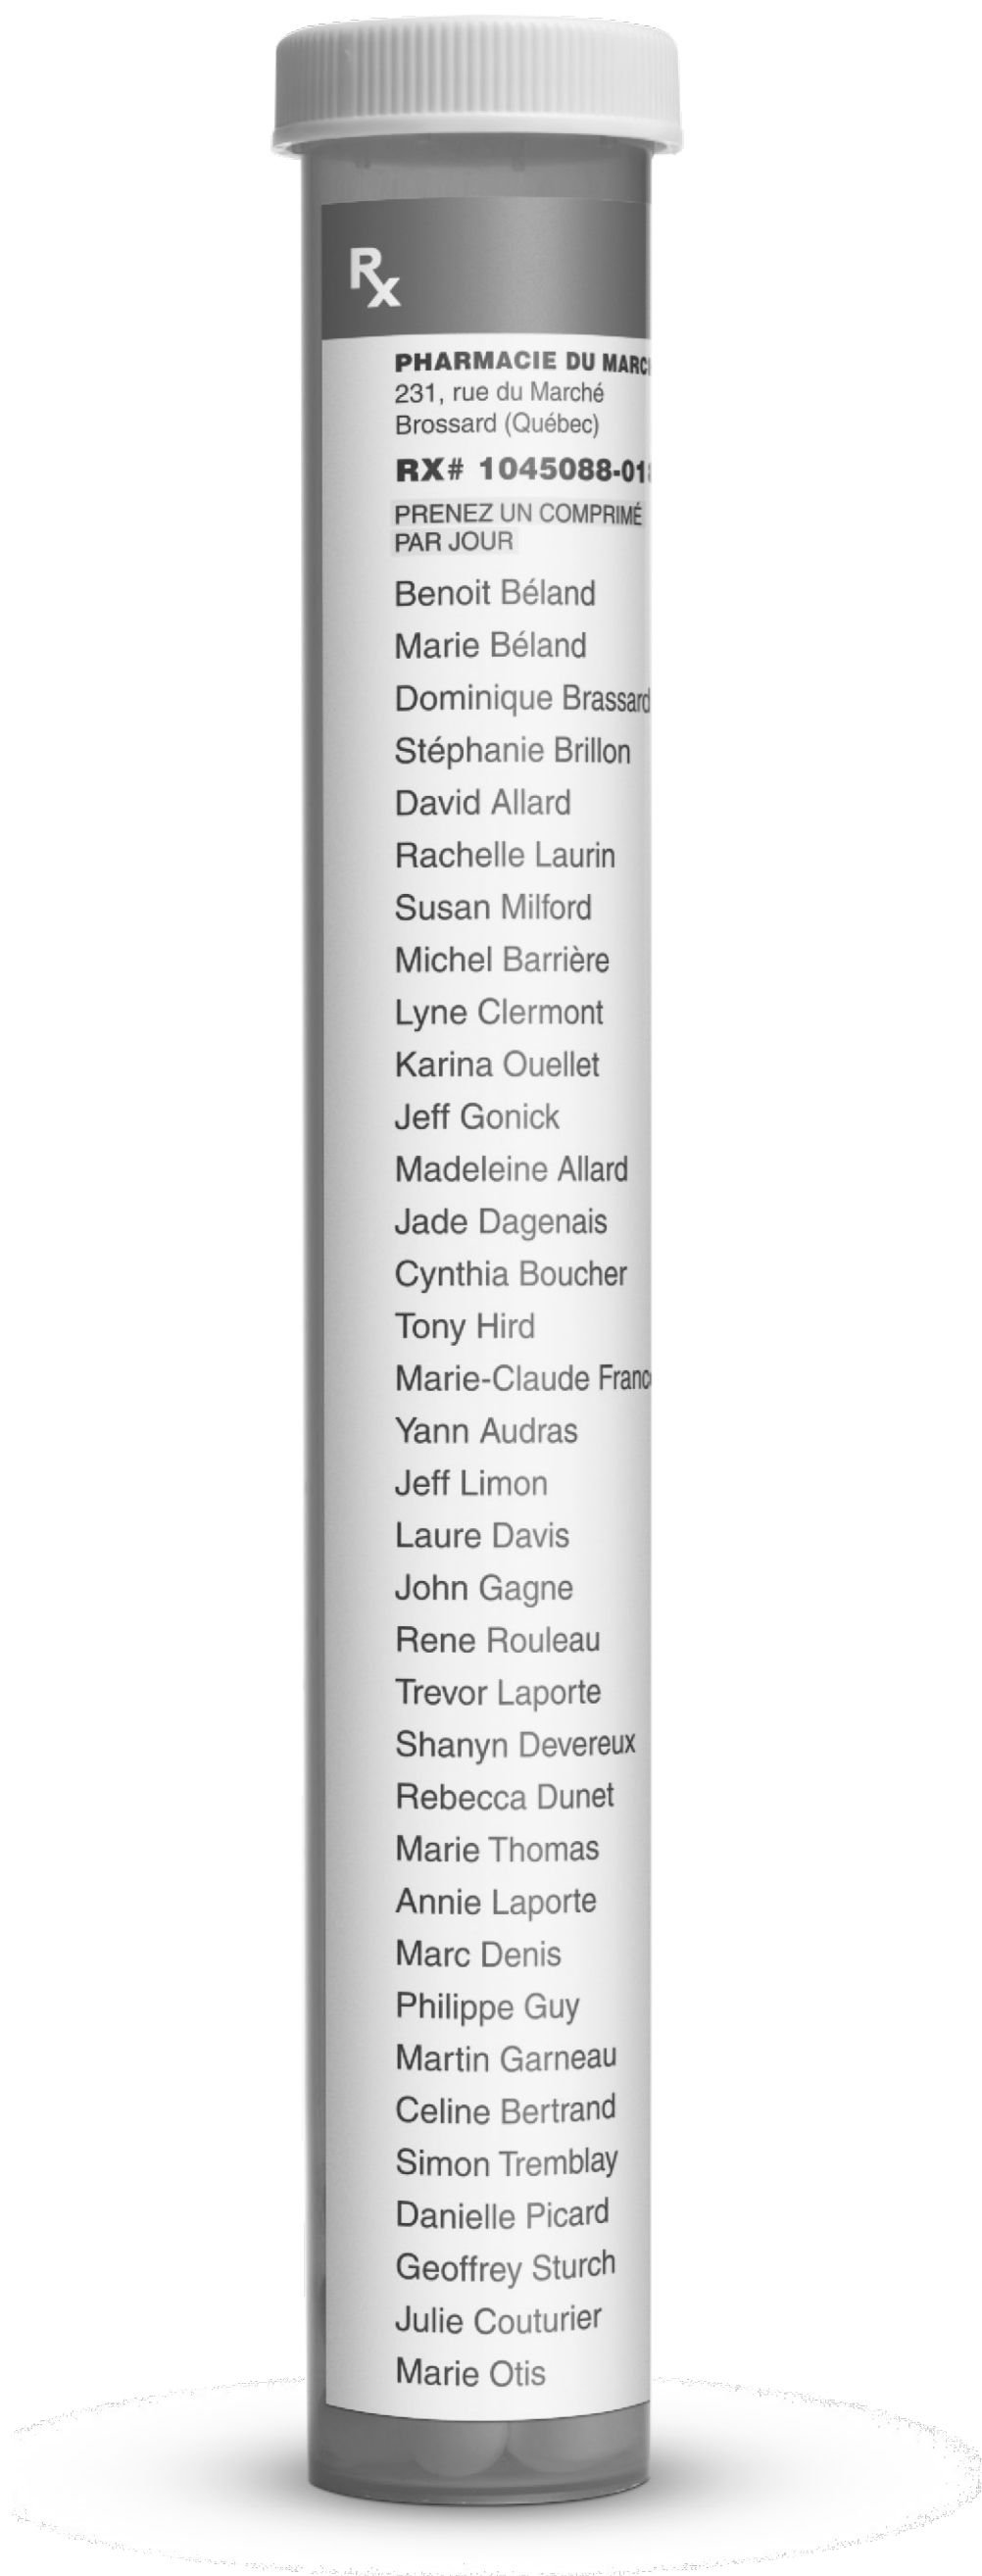 Rx
PHARMACIE DU
231, rue du Marché
Brossard (Québec)
RX#
PRENEZ UN COMPRIMÉ
PAR JOUR
Benoit Béland
Marie Béland
Dominique Brassard
Stéphanie Brillon
David Allard
Rachelle Laurin
Susan Milford
Michel Barrière
Lyne Clermont
Karina Ouellet
Jeff Gonick
Madeleine Allard
Jade Dagenais
Cynthia Boucher
Tony Hird
Marie-Claude
Yann Audras
Jeff Limon
Laure Davis
John Gagne
Rene Rouleau
Trevor Laporte
Shanyn Devereux
Rebecca Dunet
Marie Thomas
Annie Laporte
Marc Denis
Philippe Guy
Martin Garneau
Celine Bertrand
Simon Tremblay
Danielle Picard
Geoffrey Sturch
Julie Couturier
Marie Otis